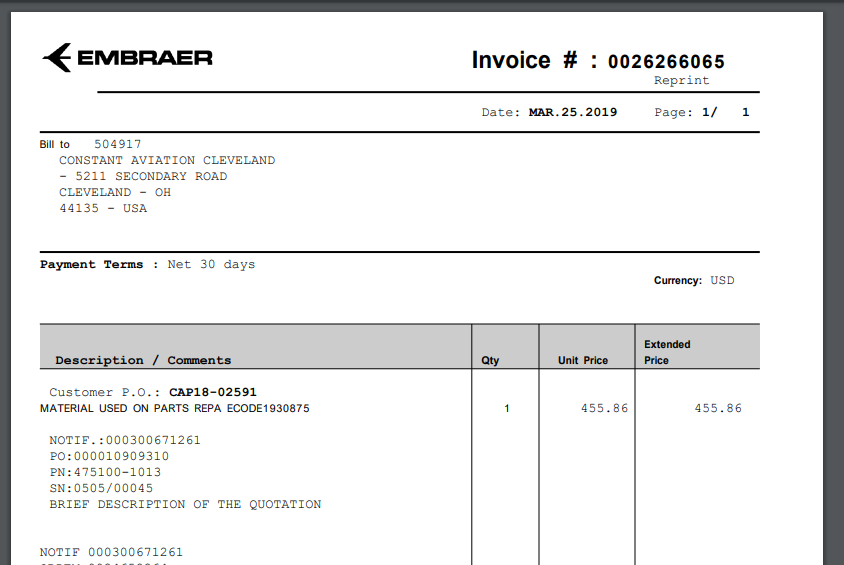 EMBRAER
Invoice # : 0026266065
Reprint
Date: MAR.25.2019 Page: 1/ 1
Bill to 504917
CONSTANT AVIATION CLEVELAND
- 5211 SECONDARY ROAD
CLEVELAND - OH
44135 - USA
Payment Terms : Net 30 days
Currency: USD
Description / Comments Qty Unit Price Extended Price
Customer P.O.: CAP18-02591
MATERIAL USED ON PARTS REPA ECODE1930875 1 455.86 455.86
NOTIF.:000300671261
PO:000010909310
PN:475100-1013
SN:0505/00045
BRIEF DESCRIPTION OF THE QUOTATION
NOTIF 000300671261